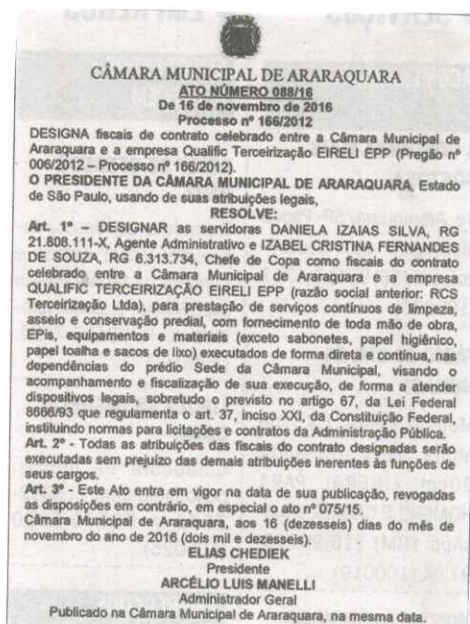 CÂMARA MUNICIPAL DE ARARAQUARA
ATO NÚMERO 088/16
De 16 de novembro de 2016
Processo nº 166/2012
DESIGNA fiscais de contrato celebrado entre a Câmara Municipal de
Araraquara e a empresa Qualific Terceirização EIRELI EPP (Pregão nº
006/2012 – Processo nº 166/2012).
O PRESIDENTE DA CÂMARA MUNICIPAL DE ARARAQUARA, Estado
de São Paulo, usando de suas atribuições legais,
RESOLVE:
Art. 1º – DESIGNAR as servidoras DANIELA IZAIAS SILVA, RG
21.808.111-X, Agente Administrativo e IZABEL CRISTINA FERNANDES
DE SOUZA, RG 6.313.734, Chefe de Copa como fiscais do contrato
celebrado entre a Câmara Municipal de Araraquara e a empresa
QUALIFIC TERCEIRIZAÇÃO EIRELI EPP (razão social anterior: RCS
Terceirização Ltda), para prestação de serviços contínuos de limpeza,
asseio e conservação predial, com fornecimento de toda mão de obra,
EPis, equipamentos e materiais (exceto sabonetes, papel higiênico,
papel toalha e sacos de lixo) executados de forma direta e contínua, nas
dependências do prédio Sede da Câmara Municipal, visando o
acompanhamento e fiscalização de sua execução, de forma a atender
dispositivos legais, sobretudo o previsto no artigo 67, da Lei Federal
8666/93 que regulamenta o art. 37, inciso XXI, da Constituição Federal,
instituindo normas para licitações e contratos da Administração Pública.
Art. 2º - Todas as atribuições das fiscais do contrato designadas serão
executadas sem prejuízo das demais atribuições inerentes às funções de
seus cargos.
Art. 3º - Este Ato entra em vigor na data de sua publicação, revogadas
as disposições em contrário, em especial o ato nº 075/15.
Câmara Municipal de Araraquara, aos 16 (dezesseis) dias do mês de
novembro do ano de 2016 (dois mil e dezesseis).
ELIAS CHEDIEK
Presidente
ARCÉLIO LUIS MANELLI
Administrador Geral
Publicado na Câmara Municipal de Araraquara, na mesma data.